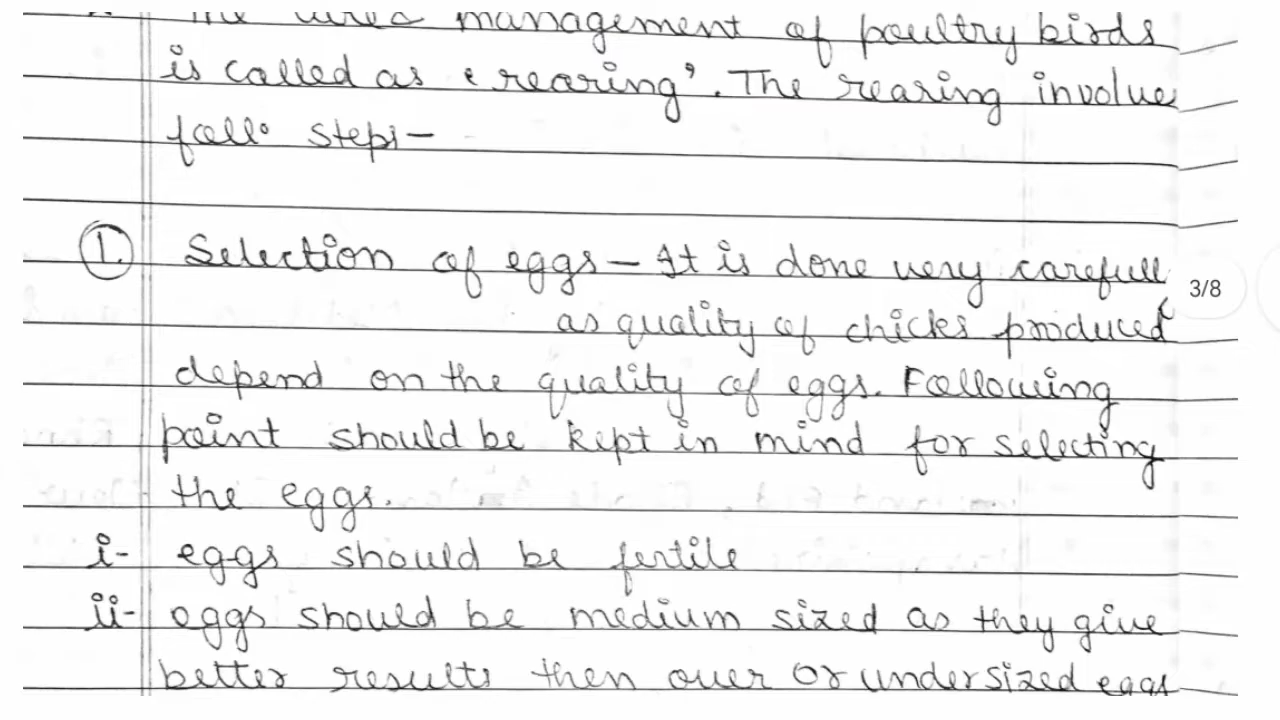 The management of poultry birds
is called as ‘rearing’. The rearing involve
foll° steps—
1. Selection of eggs – It is done very carefull
as quality of chicks produced
3/8
depend on the quality of eggs. Following
point should be kept in mind for selecting
the eggs.
i- eggs should be fertile
ii- eggs should be medium sized as they give
better results then over or undersized eggs